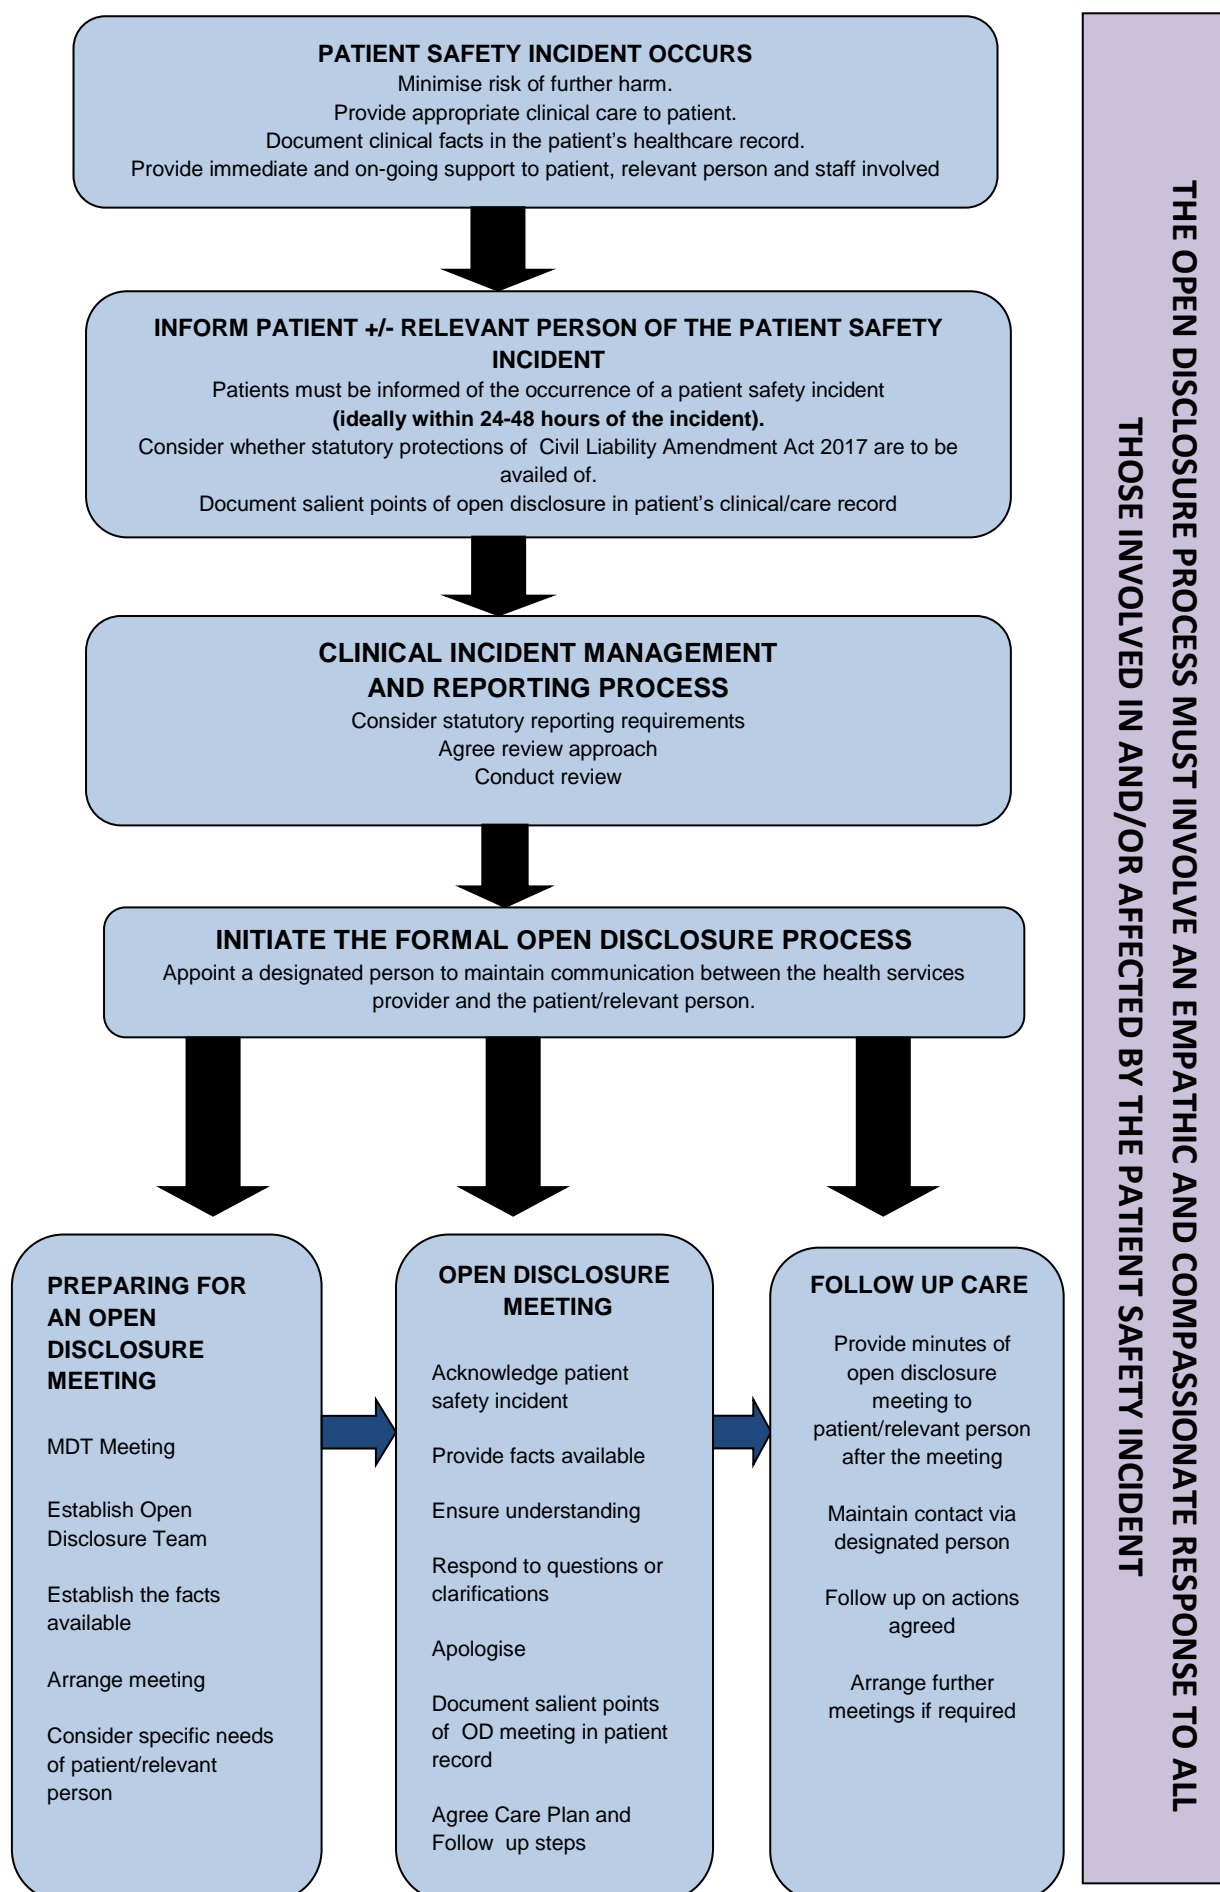 PATIENT SAFETY INCIDENT OCCURS
Minimise risk of further harm.
Provide appropriate clinical care to patient.
Document clinical facts in the patient's healthcare record.
Provide immediate and on-going support to patient, relevant person and staff involved
INFORM PATIENT +/- RELEVANT PERSON OF THE PATIENT SAFETY
INCIDENT
Patients must be informed of the occurrence of a patient safety incident
(ideally within 24-48 hours of the incident).
Consider whether statutory protections of Civil Liability Amendment Act 2017 are to be
availed of.
Document salient points of open disclosure in patient's clinical/care record
CLINICAL INCIDENT MANAGEMENT
AND REPORTING PROCESS
Consider statutory reporting requirements
Agree review approach
Conduct review
INITIATE THE FORMAL OPEN DISCLOSURE PROCESS
Appoint a designated person to maintain communication between the health services
provider and the patient/relevant person.
PREPARING FOR
AN OPEN
DISCLOSURE
MEETING
MDT Meeting
Establish Open
Disclosure Team
Establish the facts
available
Arrange meeting
Consider specific needs
of patient/relevant
person
OPEN DISCLOSURE
MEETING
Acknowledge patient
safety incident
Provide facts available
Ensure understanding
Respond to questions or
clarifications
Apologise
Document salient points
of OD meeting in patient
record
Agree Care Plan and
Follow up steps
FOLLOW UP CARE
Provide minutes of
open disclosure
meeting to
patient/relevant person
after the meeting
Maintain contact via
designated person
Follow up on actions
agreed
Arrange further
meetings if required
THE OPEN DISCLOSURE PROCESS MUST INVOLVE AN EMPATHIC AND COMPASSIONATE RESPONSE TO ALL
THOSE INVOLVED IN AND/OR AFFECTED BY THE PATIENT SAFETY INCIDENT